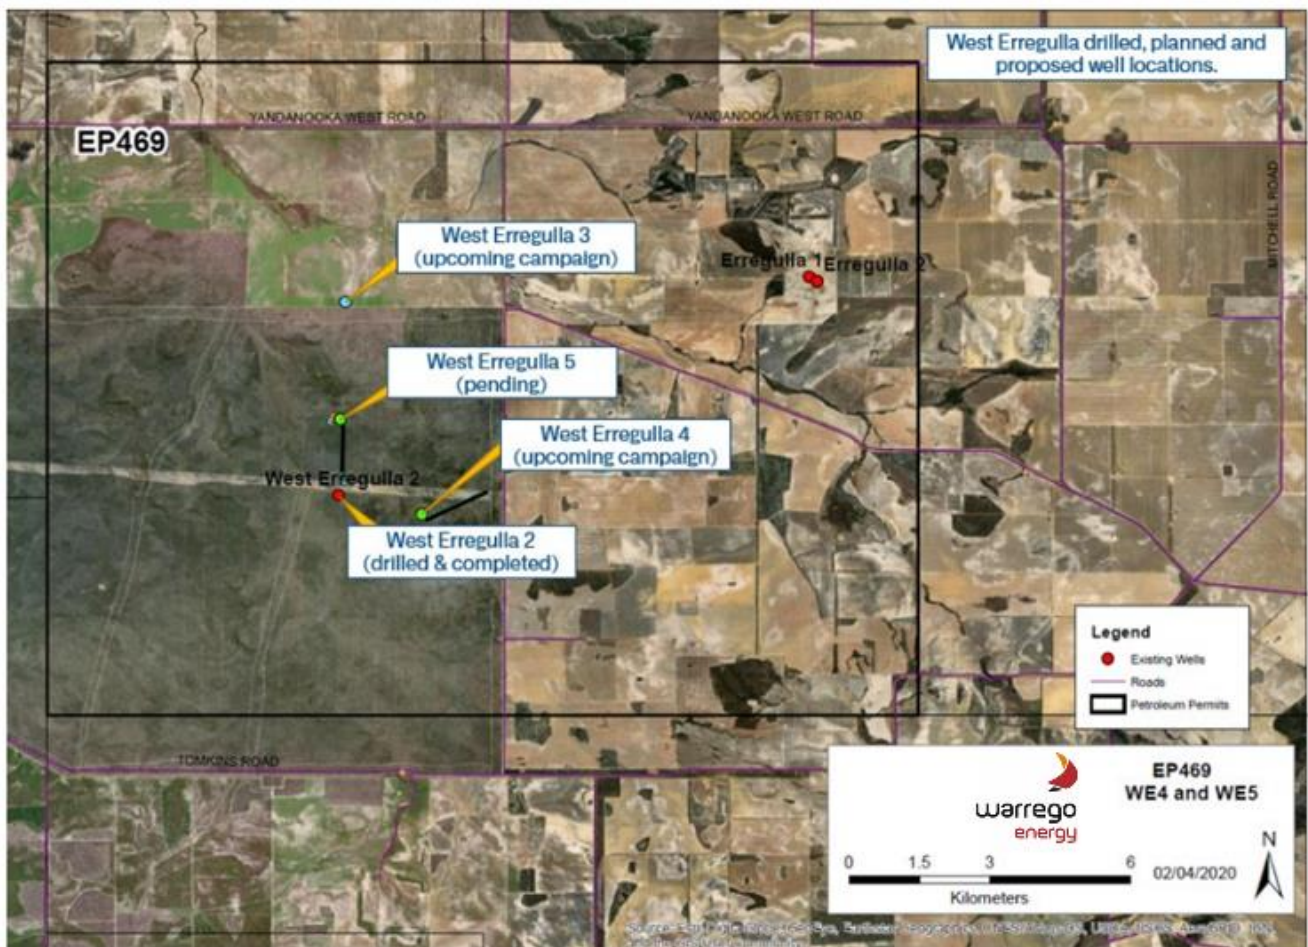 West Erregulla drilled, planned and
proposed well locations.
YANDANOOKA WEST ROAD
YANDANOOKA WEST ROAD
EP469
MITCHELL ROAD
West Erregulla 3
(upcoming campaign)
Erregulla 1
Erregulla 2
West Erregulla 5
(pending)
West Erregulla 4
(upcoming campaign)
West Erregulla 2
West Erregulla 2
(drilled & completed)
Legend
Existing Wells
Roads
Petroleum Permits
TOMKINS ROAD
EP469
WE4 and WE5
warrego
energy
N
0 1.5 3 6
Kilometers
02/04/2020